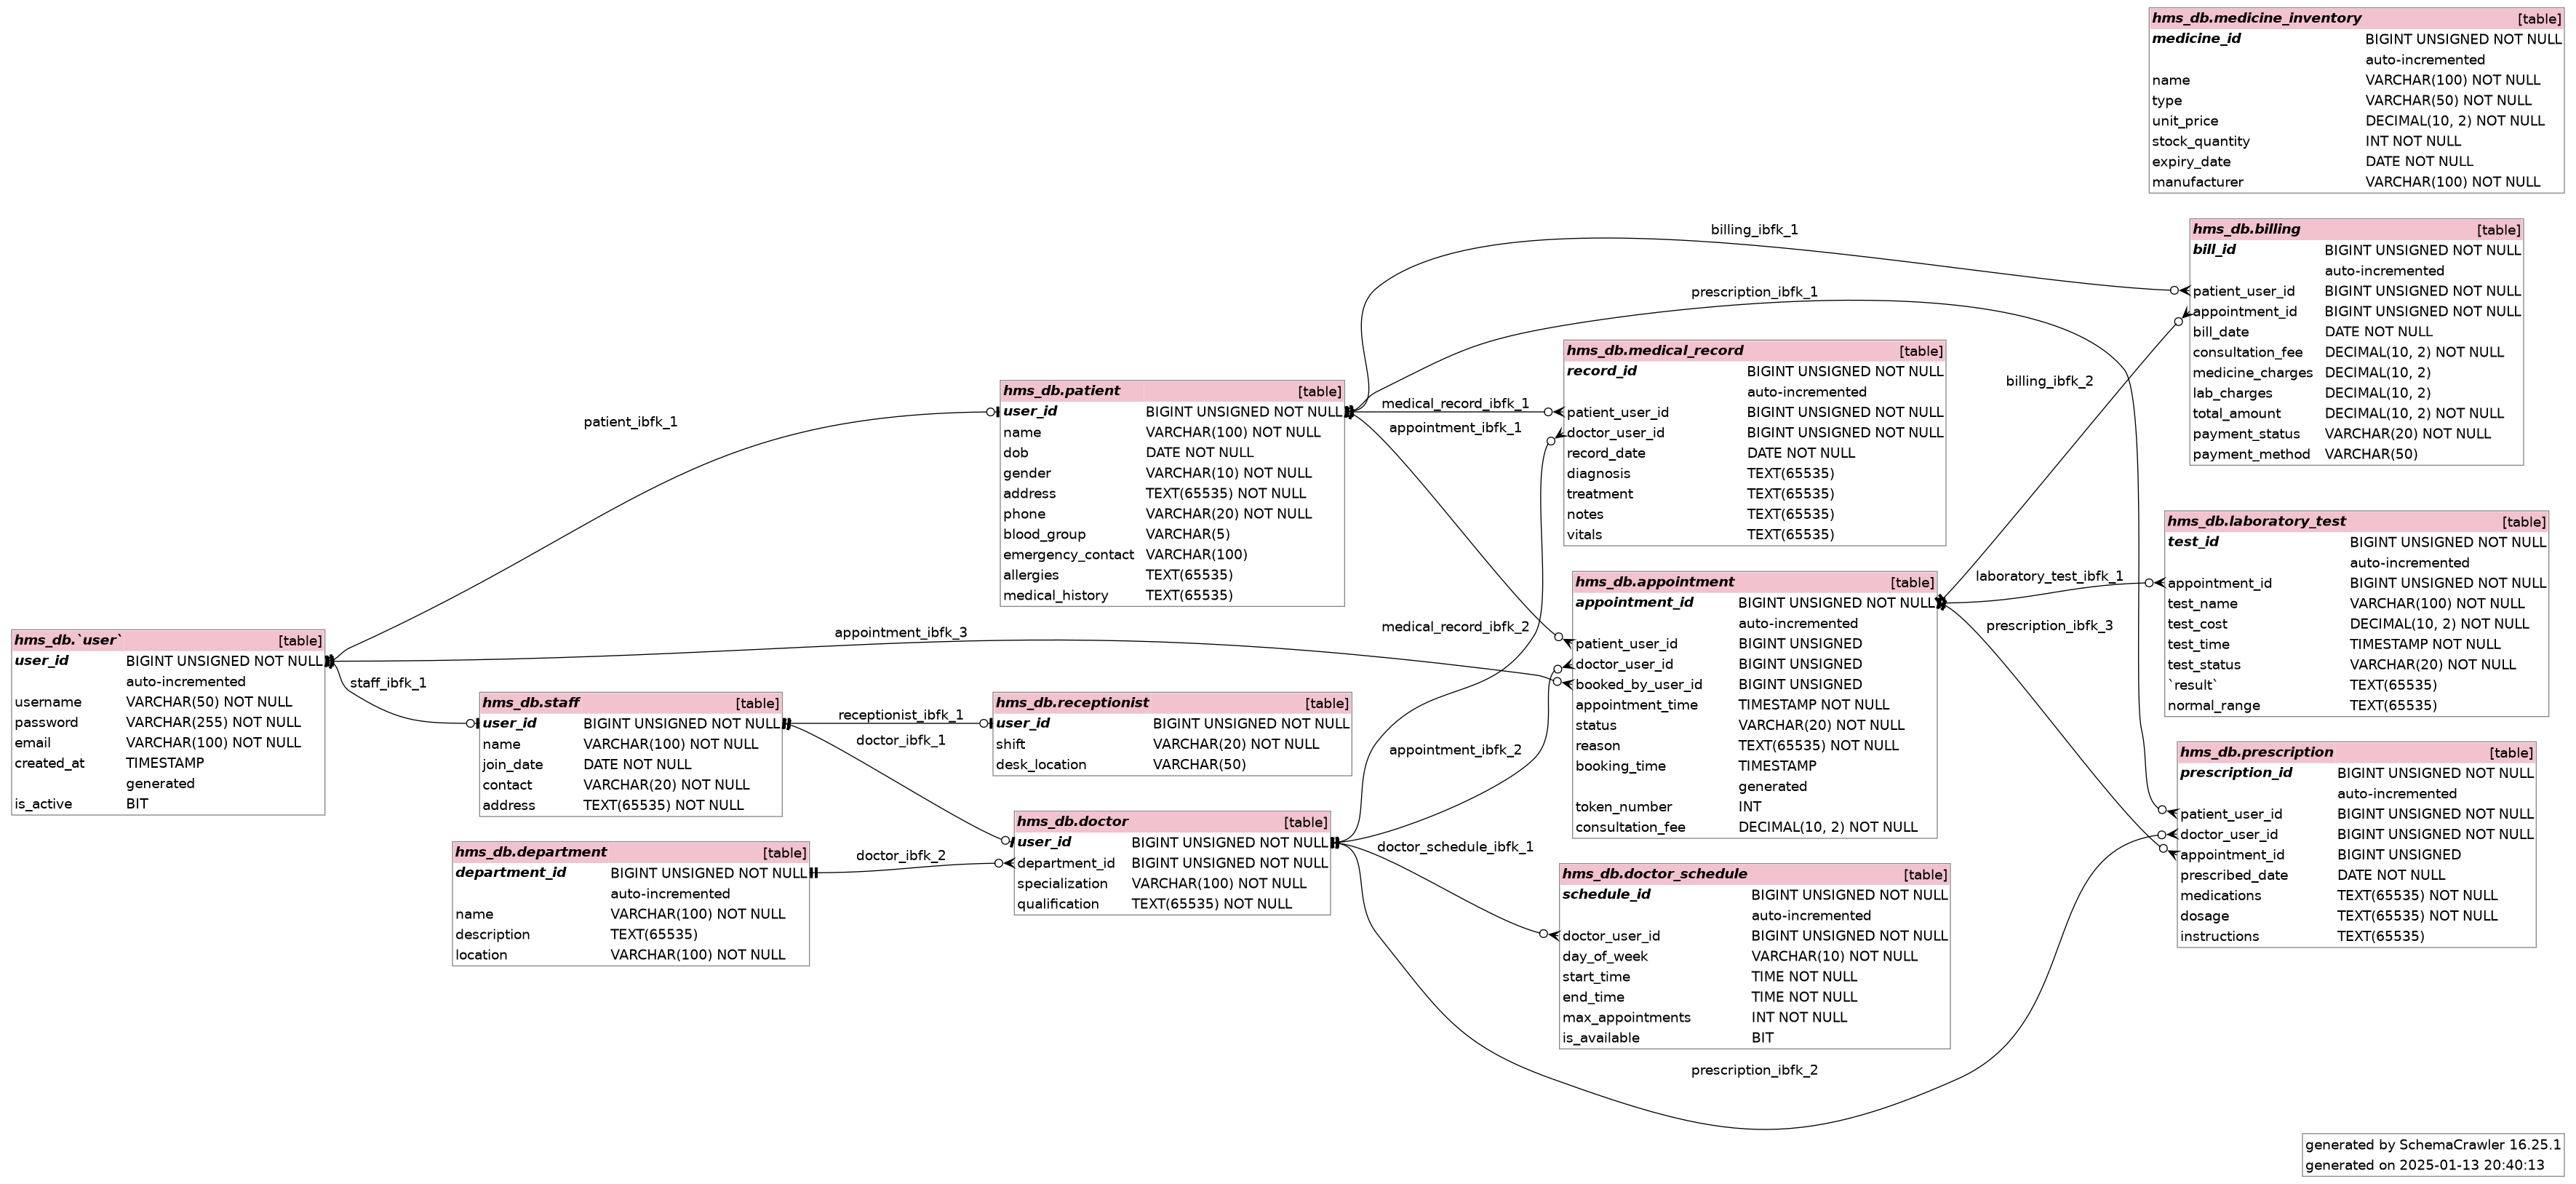 hms_db.medicine_inventory [table]
medicine_id BIGINT UNSIGNED NOT NULL
auto-incremented
name VARCHAR(100) NOT NULL
type VARCHAR(50) NOT NULL
unit_price DECIMAL(10, 2) NOT NULL
stock_quantity INT NOT NULL
expiry_date DATE NOT NULL
manufacturer VARCHAR(100) NOT NULL
hms_db.billing [table]
bill_id BIGINT UNSIGNED NOT NULL
auto-incremented
patient_user_id BIGINT UNSIGNED NOT NULL
appointment_id BIGINT UNSIGNED NOT NULL
bill_date DATE NOT NULL
consultation_fee DECIMAL(10, 2) NOT NULL
medicine_charges DECIMAL(10, 2)
lab_charges DECIMAL(10, 2)
total_amount DECIMAL(10, 2) NOT NULL
payment_status VARCHAR(20) NOT NULL
payment_method VARCHAR(50)
billing_ibfk_1
prescription_ibfk_1
billing_ibfk_2
hms_db.medical_record [table]
record_id BIGINT UNSIGNED NOT NULL
auto-incremented
patient_user_id BIGINT UNSIGNED NOT NULL
doctor_user_id BIGINT UNSIGNED NOT NULL
record_date DATE NOT NULL
diagnosis TEXT(65535)
treatment TEXT(65535)
notes TEXT(65535)
vitals TEXT(65535)
hms_db.patient [table]
user_id BIGINT UNSIGNED NOT NULL
name VARCHAR(100) NOT NULL
dob DATE NOT NULL
gender VARCHAR(10) NOT NULL
address TEXT(65535) NOT NULL
phone VARCHAR(20) NOT NULL
blood_group VARCHAR(5)
emergency_contact VARCHAR(100)
allergies TEXT(65535)
medical_history TEXT(65535)
patient_ibfk_1
medical_record_ibfk_1
appointment_ibfk_1
hms_db.laboratory_test [table]
test_id BIGINT UNSIGNED NOT NULL
auto-incremented
appointment_id BIGINT UNSIGNED NOT NULL
test_name VARCHAR(100) NOT NULL
test_cost DECIMAL(10, 2) NOT NULL
test_time TIMESTAMP NOT NULL
test_status VARCHAR(20) NOT NULL
`result` TEXT(65535)
normal_range TEXT(65535)
laboratory_test_ibfk_1
prescription_ibfk_3
hms_db.appointment [table]
appointment_id BIGINT UNSIGNED NOT NULL
auto-incremented
patient_user_id BIGINT UNSIGNED
doctor_user_id BIGINT UNSIGNED
booked_by_user_id BIGINT UNSIGNED
appointment_time TIMESTAMP NOT NULL
status VARCHAR(20) NOT NULL
reason TEXT(65535) NOT NULL
booking_time TIMESTAMP
generated
token_number INT
consultation_fee DECIMAL(10, 2) NOT NULL
medical_record_ibfk_2
appointment_ibfk_3
appointment_ibfk_2
hms_db.`user` [table]
user_id BIGINT UNSIGNED NOT NULL
auto-incremented
username VARCHAR(50) NOT NULL
password VARCHAR(255) NOT NULL
email VARCHAR(100) NOT NULL
created_at TIMESTAMP
generated
is_active BIT
staff_ibfk_1
hms_db.staff [table]
user_id BIGINT UNSIGNED NOT NULL
name VARCHAR(100) NOT NULL
join_date DATE NOT NULL
contact VARCHAR(20) NOT NULL
address TEXT(65535) NOT NULL
receptionist_ibfk_1
doctor_ibfk_1
hms_db.receptionist [table]
user_id BIGINT UNSIGNED NOT NULL
shift VARCHAR(20) NOT NULL
desk_location VARCHAR(50)
hms_db.prescription [table]
prescription_id BIGINT UNSIGNED NOT NULL
auto-incremented
patient_user_id BIGINT UNSIGNED NOT NULL
doctor_user_id BIGINT UNSIGNED NOT NULL
appointment_id BIGINT UNSIGNED
prescribed_date DATE NOT NULL
medications TEXT(65535) NOT NULL
dosage TEXT(65535) NOT NULL
instructions TEXT(65535)
hms_db.doctor [table]
user_id BIGINT UNSIGNED NOT NULL
department_id BIGINT UNSIGNED NOT NULL
specialization VARCHAR(100) NOT NULL
qualification TEXT(65535) NOT NULL
doctor_ibfk_2
hms_db.department [table]
department_id BIGINT UNSIGNED NOT NULL
auto-incremented
name VARCHAR(100) NOT NULL
description TEXT(65535)
location VARCHAR(100) NOT NULL
doctor_schedule_ibfk_1
hms_db.doctor_schedule [table]
schedule_id BIGINT UNSIGNED NOT NULL
auto-incremented
doctor_user_id BIGINT UNSIGNED NOT NULL
day_of_week VARCHAR(10) NOT NULL
start_time TIME NOT NULL
end_time TIME NOT NULL
max_appointments INT NOT NULL
is_available BIT
prescription_ibfk_2
generated by SchemaCrawler 16.25.1
generated on 2025-01-13 20:40:13